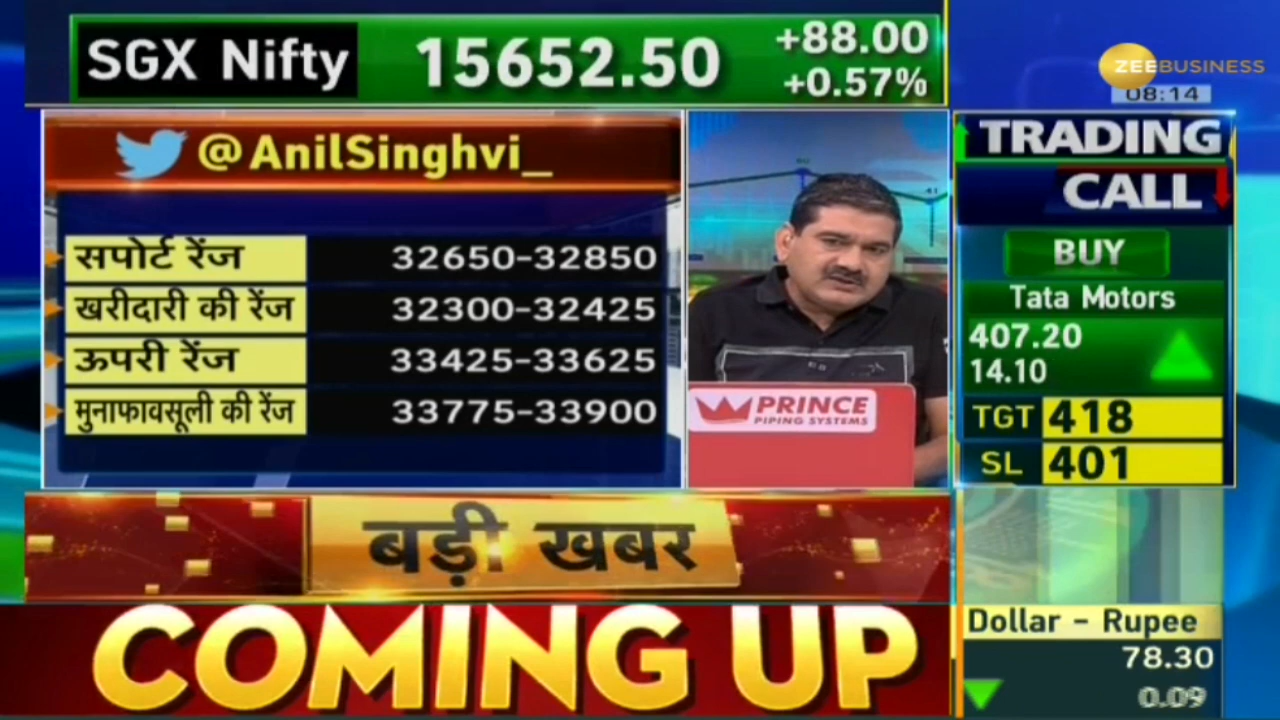 SGX Nifty 15652.50 +88.00
+0.57%
ZEEBUSINESS
08:14
@AnilSinghvi_
सपोर्ट रेंज 32650-32850
खरीदारी की रेंज 32300-32425
ऊपरी रेंज 33425-33625
मुनाफावसूली की रेंज 33775-33900
PRINCE
PIPING SYSTEMS
TRADING
CALL
BUY
Tata Motors
407.20
14.10
TGT 418
SL 401
बड़ी खबर
COMING UP
Dollar - Rupee
78.30
0.09